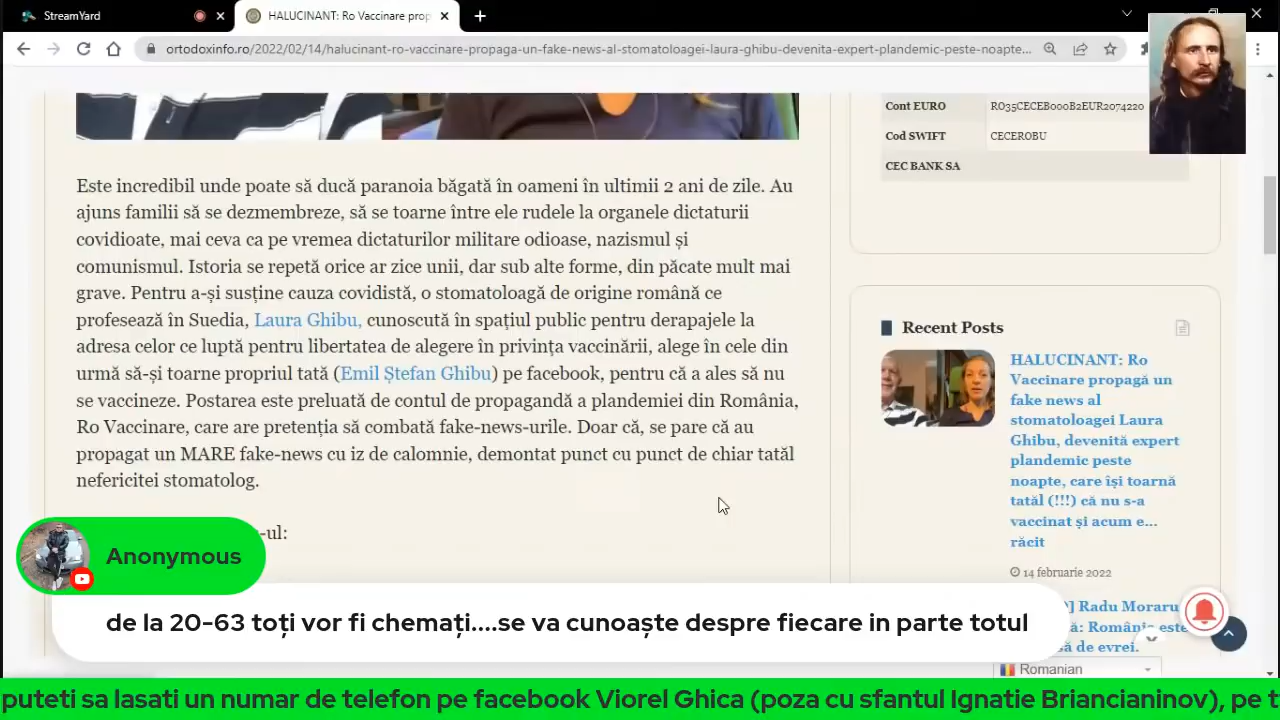 StreamYard
HALUCINANT: Ro Vaccinare prop
ortodoxinfo.ro/2022/02/14/halucinant-ro-vaccinare-propaga-un-fake-news-al-stomatoloagei-laura-ghibu-devenita-expert-plandemic-peste-noapte...
Cont EURO RO35CECEB000B2EUR2074220
Cod SWIFT CECEROBU
CEC BANK SA
Este incredibil unde poate să ducă paranoia băgată în oameni în ultimii 2 ani de zile. Au
ajuns familii să se dezmembreze, să se toarne între ele rudele la organele dictaturii
covidioate, mai ceva ca pe vremea dictaturilor militare odioase, nazismul și
comunismul. Istoria se repetă orice ar zice unii, dar sub alte forme, din păcate mult mai
grave. Pentru a-și susține cauza covidistă, o stomatoloagă de origine română ce
profesează în Suedia, Laura Ghibu, cunoscută în spațiul public pentru derapajele la
adresa celor ce luptă pentru libertatea de alegere în privința vaccinării, alege în cele din
urmă să-și toarne propriul tată (Emil Ștefan Ghibu) pe facebook, pentru că a ales să nu
se vaccineze. Postarea este preluată de contul de propagandă a plandemiei din România,
Ro Vaccinare, care are pretenția să combată fake-news-urile. Doar că, se pare că au
propagat un MARE fake-news cu iz de calomnie, demontat punct cu punct de chiar tatăl
nefericitei stomatolog.
-ul:
Recent Posts
HALUCINANT: Ro
Vaccinare propagă un
fake news al
stomatoloagei Laura
Ghibu, devenită expert
plandemic peste
noapte, care își toarnă
tatăl (!!!) că nu s-a
vaccinat și acum e...
răcit
14 februarie 2022
] Radu Moraru
ă: România este
să de evrei.
Romanian
Anonymous
de la 20-63 toți vor fi chemați....se va cunoaște despre fiecare in parte totul
puteti sa lasati un numar de telefon pe facebook Viorel Ghica (poza cu sfantul Ignatie Briancianinov), pe t